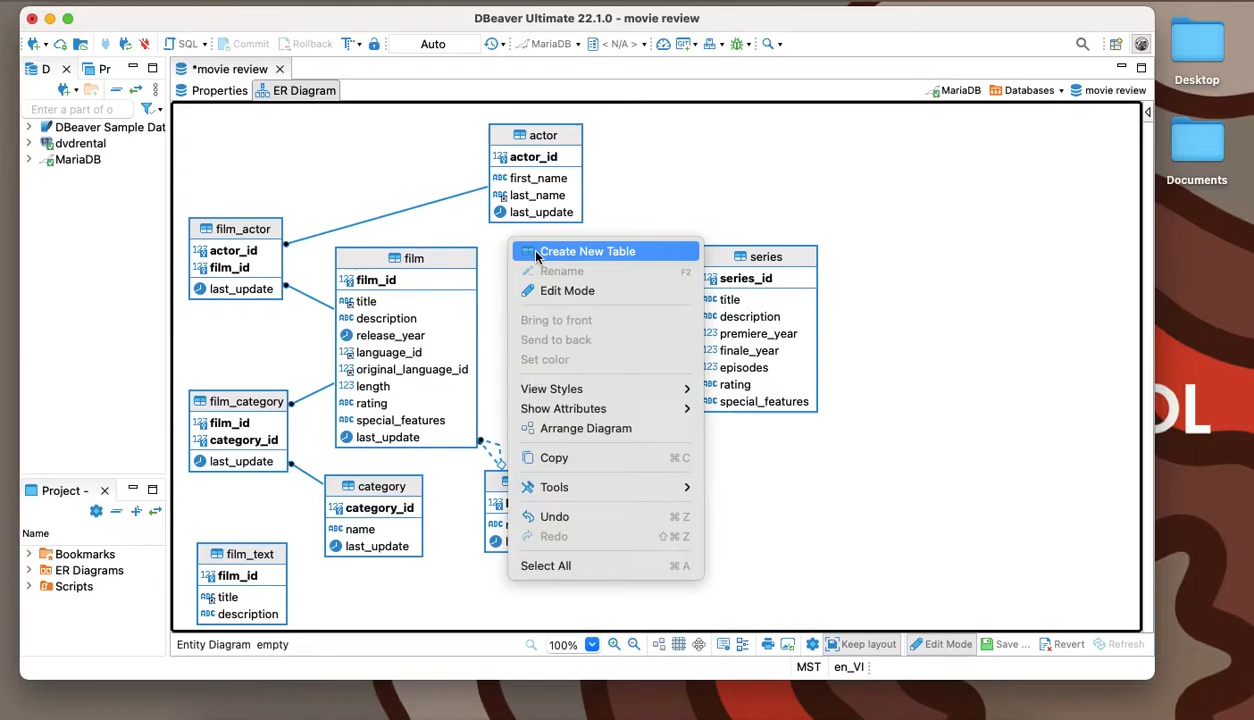 DBeaver Ultimate 22.1.0 - movie review
SQL
Commit
Rollback
Auto
MariaDB
< N/A >
D
Pr
*movie review
Properties
ER Diagram
MariaDB
Databases
movie review
Enter a part of o
DBeaver Sample Dat
dvdrental
MariaDB
actor
actor_id
first_name
last_name
last_update
film_actor
actor_id
film_id
last_update
film
film_id
title
description
release_year
language_id
original_language_id
length
rating
special_features
last_update
Create New Table
Rename F2
Edit Mode
Bring to front
Send to back
Set color
View Styles
Show Attributes
Arrange Diagram
Copy ⌘ C
Tools
Undo ⌘ Z
Redo ⇧ ⌘ Z
Select All ⌘ A
series
series_id
title
description
premiere_year
finale_year
episodes
rating
special_features
film_category
film_id
category_id
last_update
category
category_id
name
last_update
film_text
film_id
title
description
Project -
Name
Bookmarks
ER Diagrams
Scripts
Entity Diagram empty
100%
Keep layout
Edit Mode
Save ...
Revert
Refresh
MST
en_VI
Desktop
Documents
OL